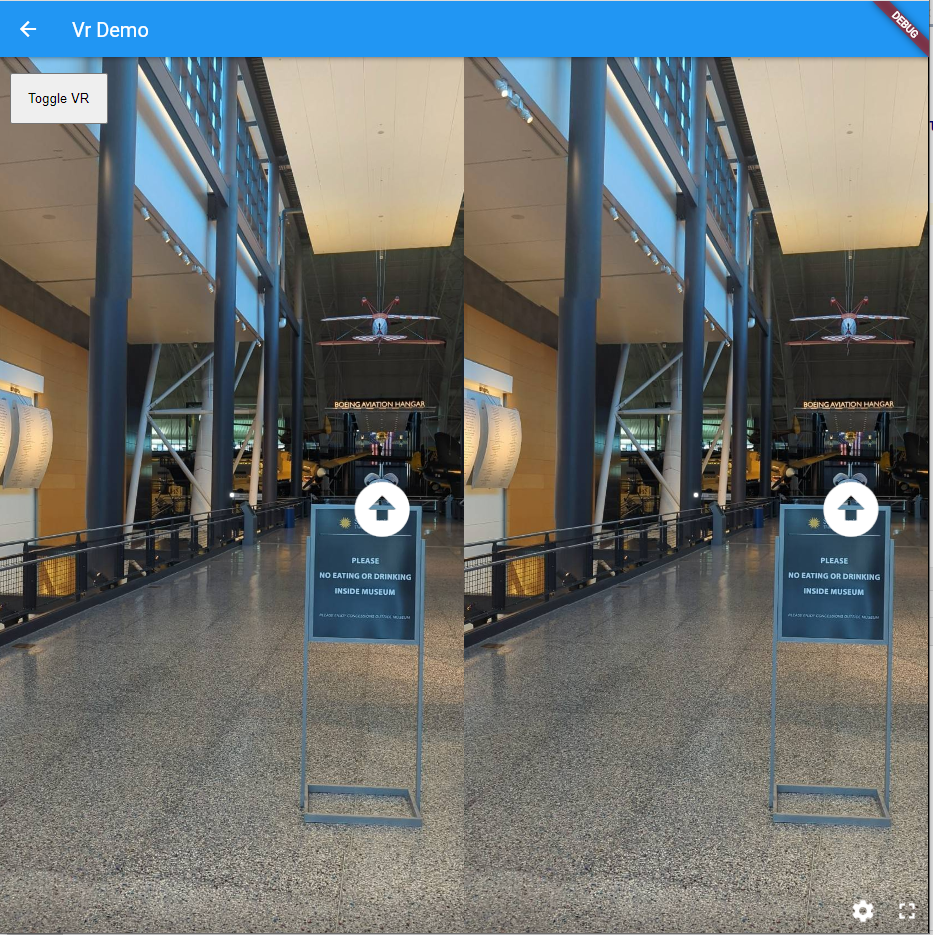 Vr Demo
DEBUG
Toggle VR
BOEING AVIATION HANGAR
BOEING AVIATION HANGAR
PLEASE
NO EATING OR DRINKING
INSIDE MUSEUM
PLEASE
NO EATING OR DRINKING
INSIDE MUSEUM